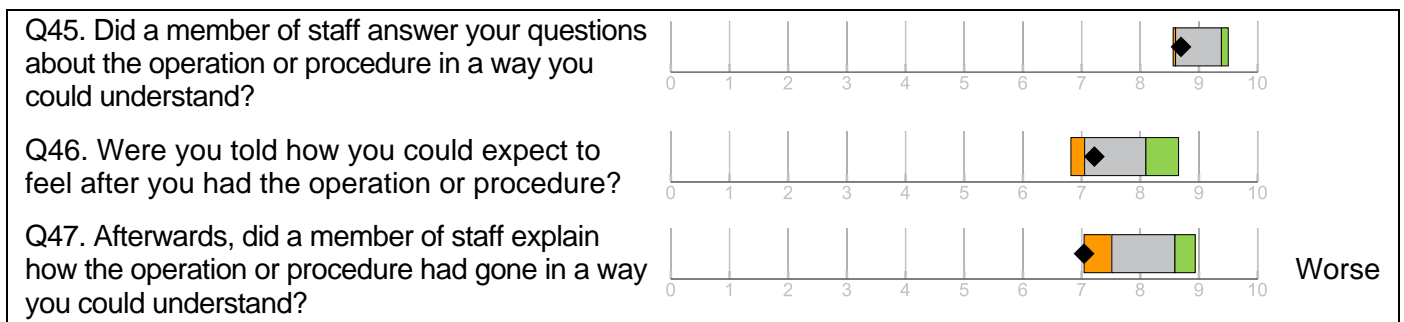 Q45. Did a member of staff answer your questions
about the operation or procedure in a way you
could understand?
0 1 2 3 4 5 6 7 8 9 10
Q46. Were you told how you could expect to
feel after you had the operation or procedure?
0 1 2 3 4 5 6 7 8 9 10
Q47. Afterwards, did a member of staff explain
how the operation or procedure had gone in a way
you could understand?
0 1 2 3 4 5 6 7 8 9 10
Worse